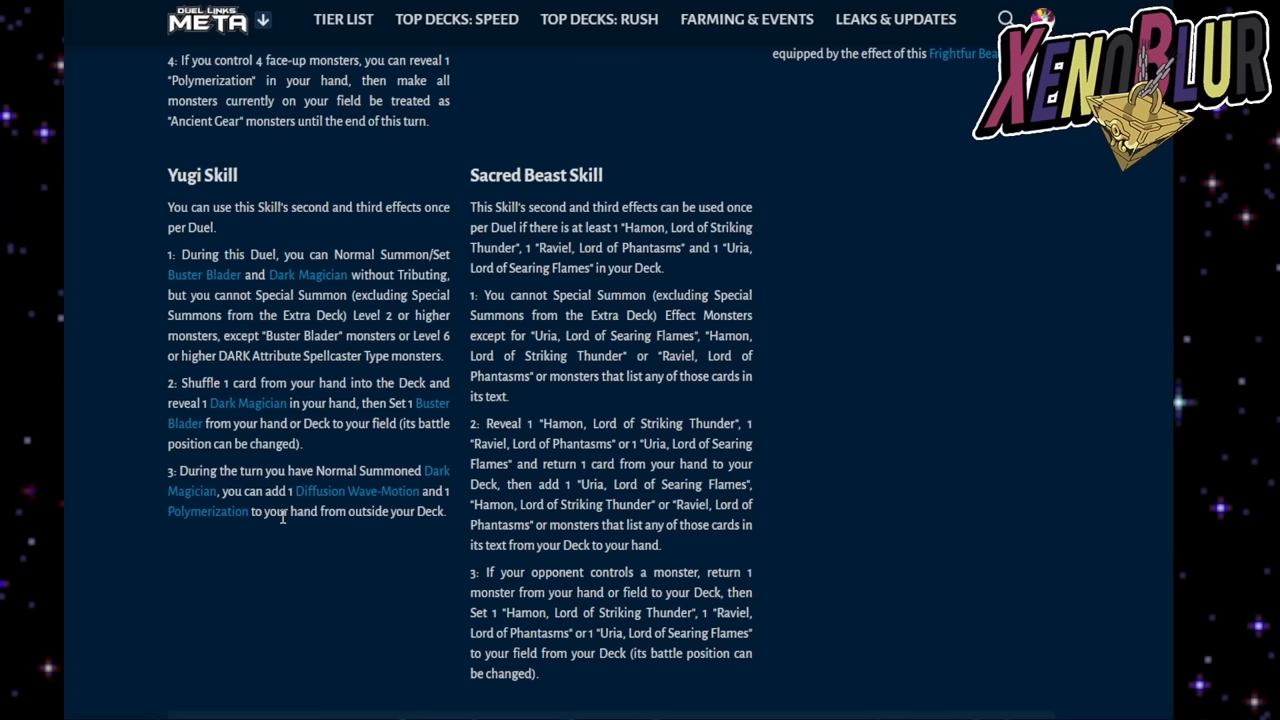 DUEL LINKS
META
TIER LIST
TOP DECKS: SPEED
TOP DECKS: RUSH
FARMING & EVENTS
LEAKS & UPDATES
XENOBLUR
4: If you control 4 face-up monsters, you can reveal 1
"Polymerization" in your hand, then make all
monsters currently on your field be treated as
"Ancient Gear" monsters until the end of this turn.
equipped by the effect of this Frightfur Bea
Yugi Skill
You can use this Skill's second and third effects once
per Duel.
1: During this Duel, you can Normal Summon/Set
Buster Blader and Dark Magician without Tributing,
but you cannot Special Summon (excluding Special
Summons from the Extra Deck) Level 2 or higher
monsters, except "Buster Blader" monsters or Level 6
or higher DARK Attribute Spellcaster Type monsters.
2: Shuffle 1 card from your hand into the Deck and
reveal 1 Dark Magician in your hand, then Set 1 Buster
Blader from your hand or Deck to your field (its battle
position can be changed).
3: During the turn you have Normal Summoned Dark
Magician, you can add 1 Diffusion Wave-Motion and 1
Polymerization to your hand from outside your Deck.
Sacred Beast Skill
This Skill's second and third effects can be used once
per Duel if there is at least 1 "Hamon, Lord of Striking
Thunder", 1 "Raviel, Lord of Phantasms" and 1 "Uria,
Lord of Searing Flames" in your Deck.
1: You cannot Special Summon (excluding Special
Summons from the Extra Deck) Effect Monsters
except for "Uria, Lord of Searing Flames", "Hamon,
Lord of Striking Thunder" or "Raviel, Lord of
Phantasms" or monsters that list any of those cards in
its text.
2: Reveal 1 "Hamon, Lord of Striking Thunder", 1
"Raviel, Lord of Phantasms" or 1 "Uria, Lord of Searing
Flames" and return 1 card from your hand to your
Deck, then add 1 "Uria, Lord of Searing Flames",
"Hamon, Lord of Striking Thunder" or "Raviel, Lord of
Phantasms" or monsters that list any of those cards in
its text from your Deck to your hand.
3: If your opponent controls a monster, return 1
monster from your hand or field to your Deck, then
Set 1 "Hamon, Lord of Striking Thunder", 1 "Raviel,
Lord of Phantasms" or 1 "Uria, Lord of Searing Flames"
to your field from your Deck (its battle position can
be changed).